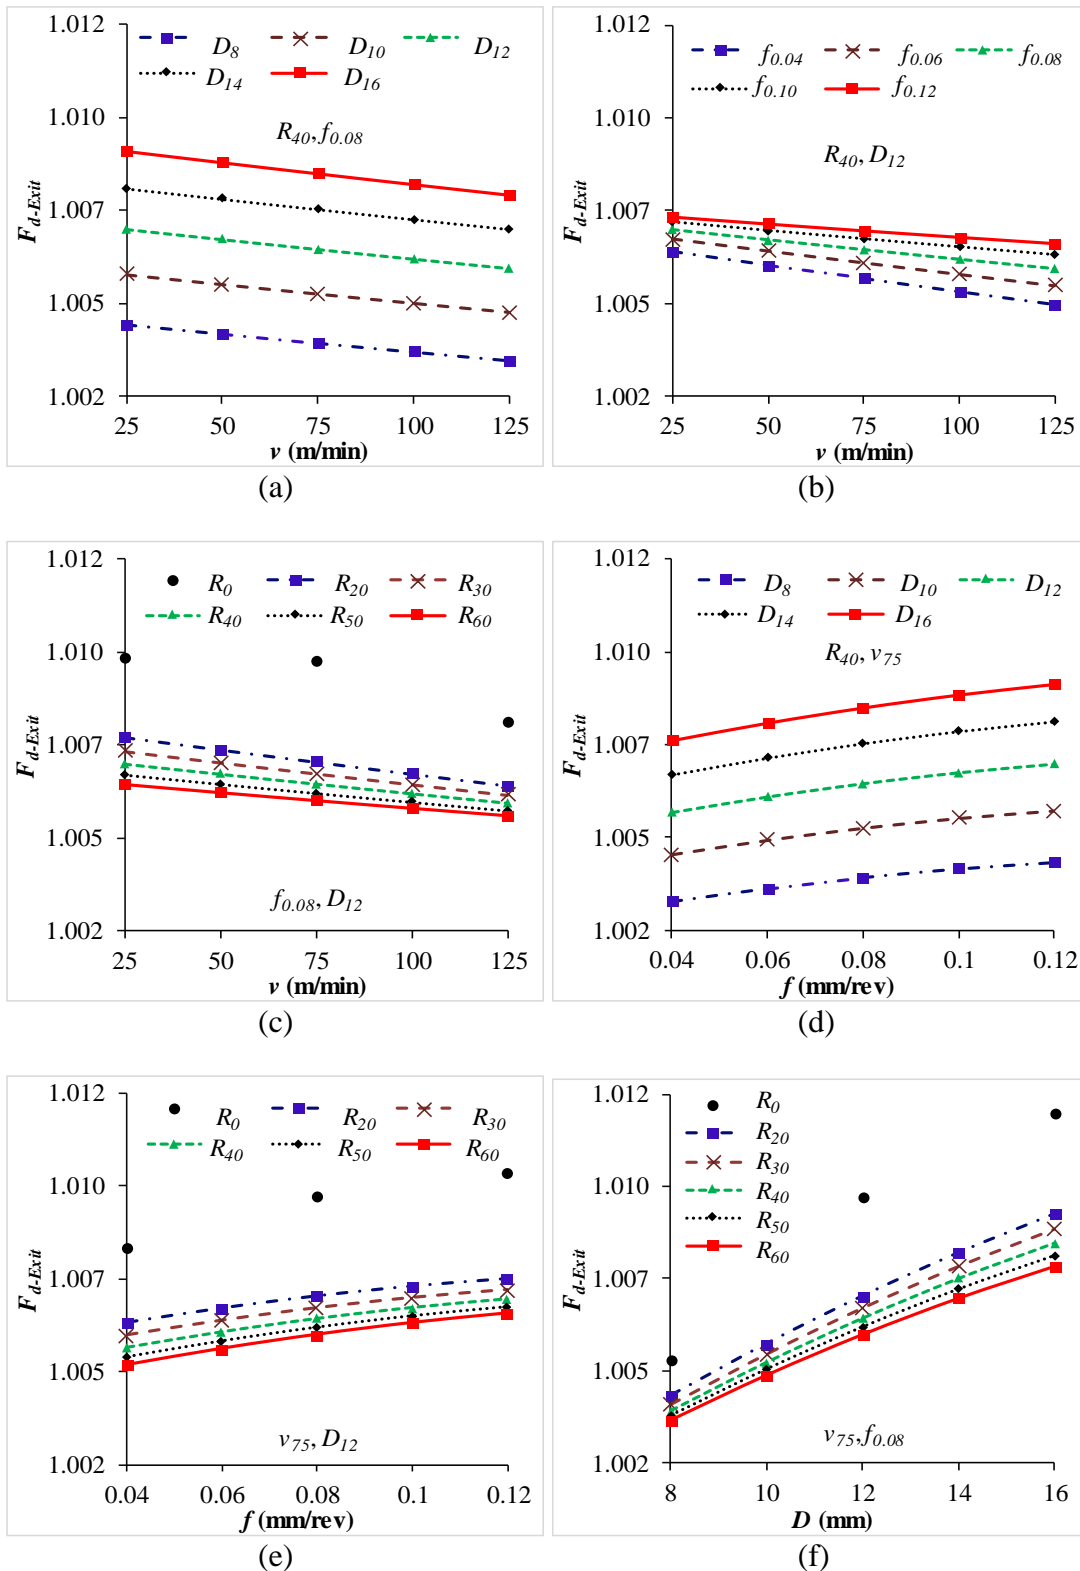 1.012
D8 D10 D12
D14 D16
1.010
R40, f0.08
1.007
1.005
1.002
25 50 75 100 125
Fd-Exit
v (m/min)
(a)
1.012
f0.04 f0.06 f0.08
f0.10 f0.12
1.010
R40, D12
1.007
1.005
1.002
25 50 75 100 125
Fd-Exit
v (m/min)
(b)
1.012
R0 R20 R30
R40 R50 R60
1.010
1.007
1.005
f0.08, D12
1.002
25 50 75 100 125
Fd-Exit
v (m/min)
(c)
1.012
D8 D10 D12
D14 D16
1.010
R40, v75
1.007
1.005
1.002
0.04 0.06 0.08 0.1 0.12
Fd-Exit
f (mm/rev)
(d)
1.012
R0 R20 R30
R40 R50 R60
1.010
1.007
1.005
v75, D12
1.002
0.04 0.06 0.08 0.1 0.12
Fd-Exit
f (mm/rev)
(e)
1.012
R0
R20
R30
1.010
R40
R50
R60
1.007
1.005
v75, f0.08
1.002
8 10 12 14 16
Fd-Exit
D (mm)
(f)